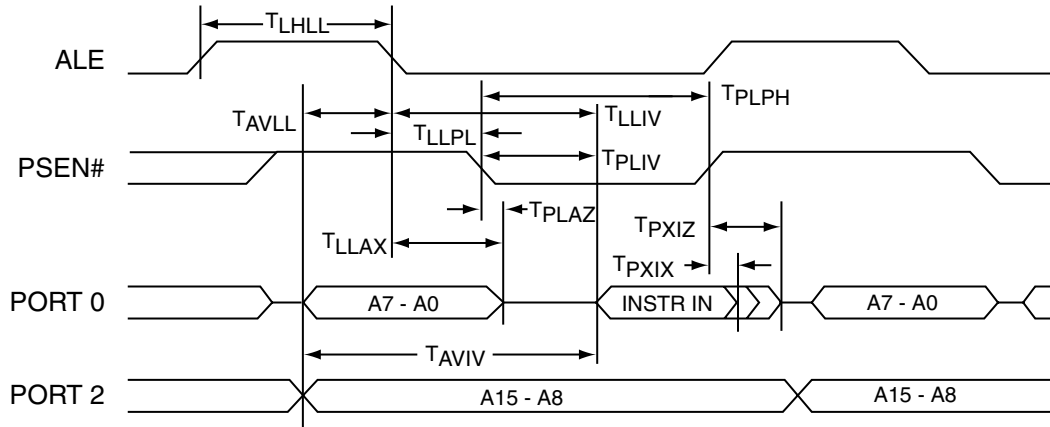 TLHLL
ALE
TPLPH
TAVLL
TLLIV
TLLPL
PSEN#
TPLIV
TPLAZ
TLLAX
TPXIZ
TPXIX
PORT 0
A7 - A0
INSTR IN
A7 - A0
TAVIV
PORT 2
A15 - A8
A15 - A8